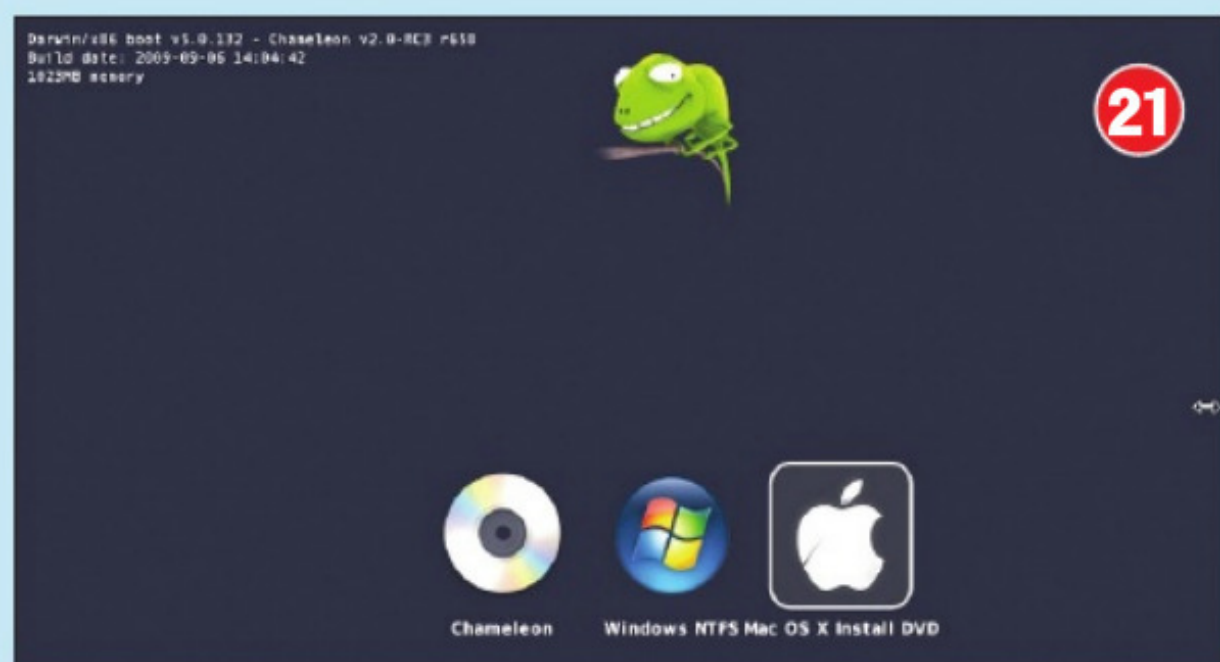 Darwin/x86 boot v5.0.132 - Chameleon v2.0-RC3 r658
Build date: 2009-09-06 14:04:42
1023MB memory
21
Chameleon
Windows NTFS
Mac OS X Install DVD